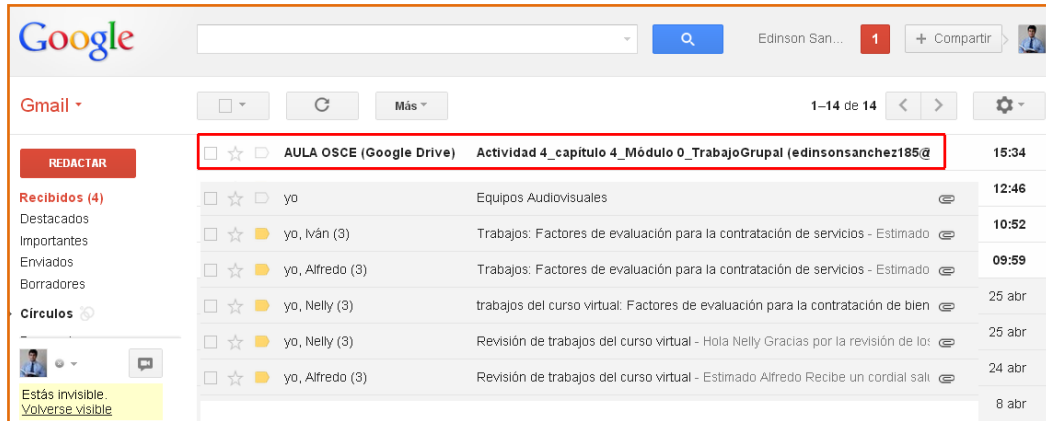 Google
Edinson San... 1 + Compartir
Gmail Más 1–14 de 14
REDACTAR
Recibidos (4)
Destacados
Importantes
Enviados
Borradores
Círculos
Estás invisible.
Volverse visible
AULA OSCE (Google Drive) Actividad 4_capítulo 4_Módulo 0_TrabajoGrupal (edinsonsanchez185@ 15:34
yo Equipos Audiovisuales 12:46
yo, Iván (3) Trabajos: Factores de evaluación para la contratación de servicios - Estimado 10:52
yo, Alfredo (3) Trabajos: Factores de evaluación para la contratación de servicios - Estimado 09:59
yo, Nelly (3) trabajos del curso virtual: Factores de evaluación para la contratación de bien 25 abr
yo, Nelly (3) Revisión de trabajos del curso virtual - Hola Nelly Gracias por la revisión de los 25 abr
yo, Alfredo (3) Revisión de trabajos del curso virtual - Estimado Alfredo Recibe un cordial salu 24 abr
8 abr